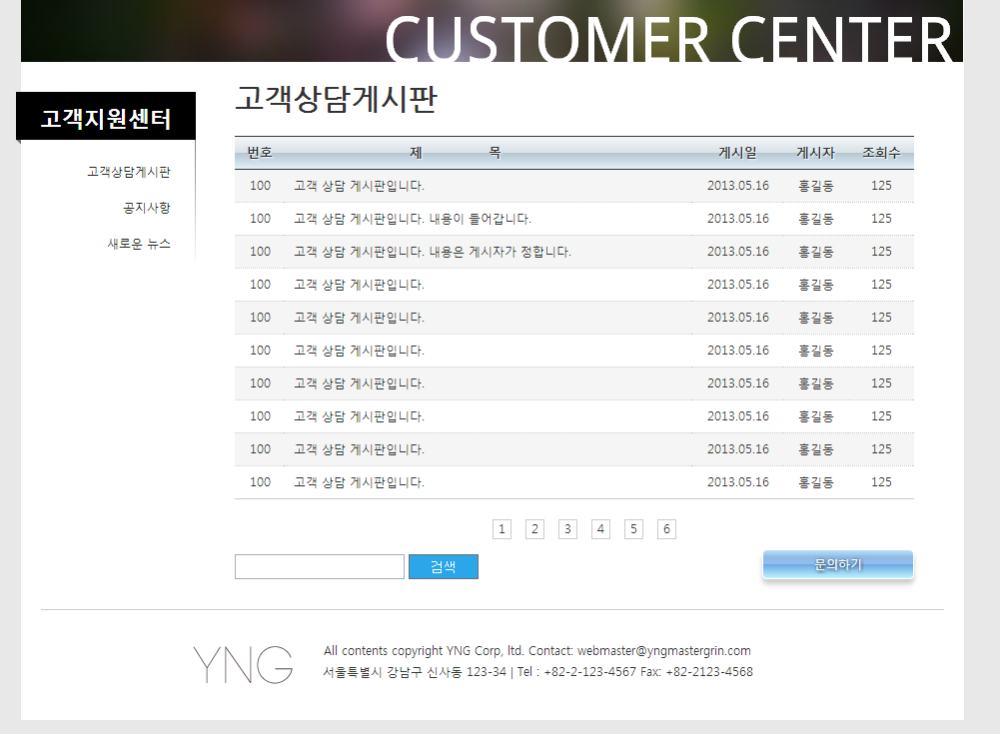 CUSTOMER CENTER
고객지원센터
고객상담게시판
공지사항
새로운 뉴스
고객상담게시판
번호 제 목 게시일 게시자 조회수
100 고객 상담 게시판입니다. 2013.05.16 홍길동 125
100 고객 상담 게시판입니다. 내용이 들어갑니다. 2013.05.16 홍길동 125
100 고객 상담 게시판입니다. 내용은 게시자가 정합니다. 2013.05.16 홍길동 125
100 고객 상담 게시판입니다. 2013.05.16 홍길동 125
100 고객 상담 게시판입니다. 2013.05.16 홍길동 125
100 고객 상담 게시판입니다. 2013.05.16 홍길동 125
100 고객 상담 게시판입니다. 2013.05.16 홍길동 125
100 고객 상담 게시판입니다. 2013.05.16 홍길동 125
100 고객 상담 게시판입니다. 2013.05.16 홍길동 125
100 고객 상담 게시판입니다. 2013.05.16 홍길동 125
1 2 3 4 5 6
검색 문의하기
YNG
All contents copyright YNG Corp, ltd. Contact: webmaster@yngmastergrin.com
서울특별시 강남구 신사동 123-34 | Tel : +82-2-123-4567 Fax: +82-2123-4568